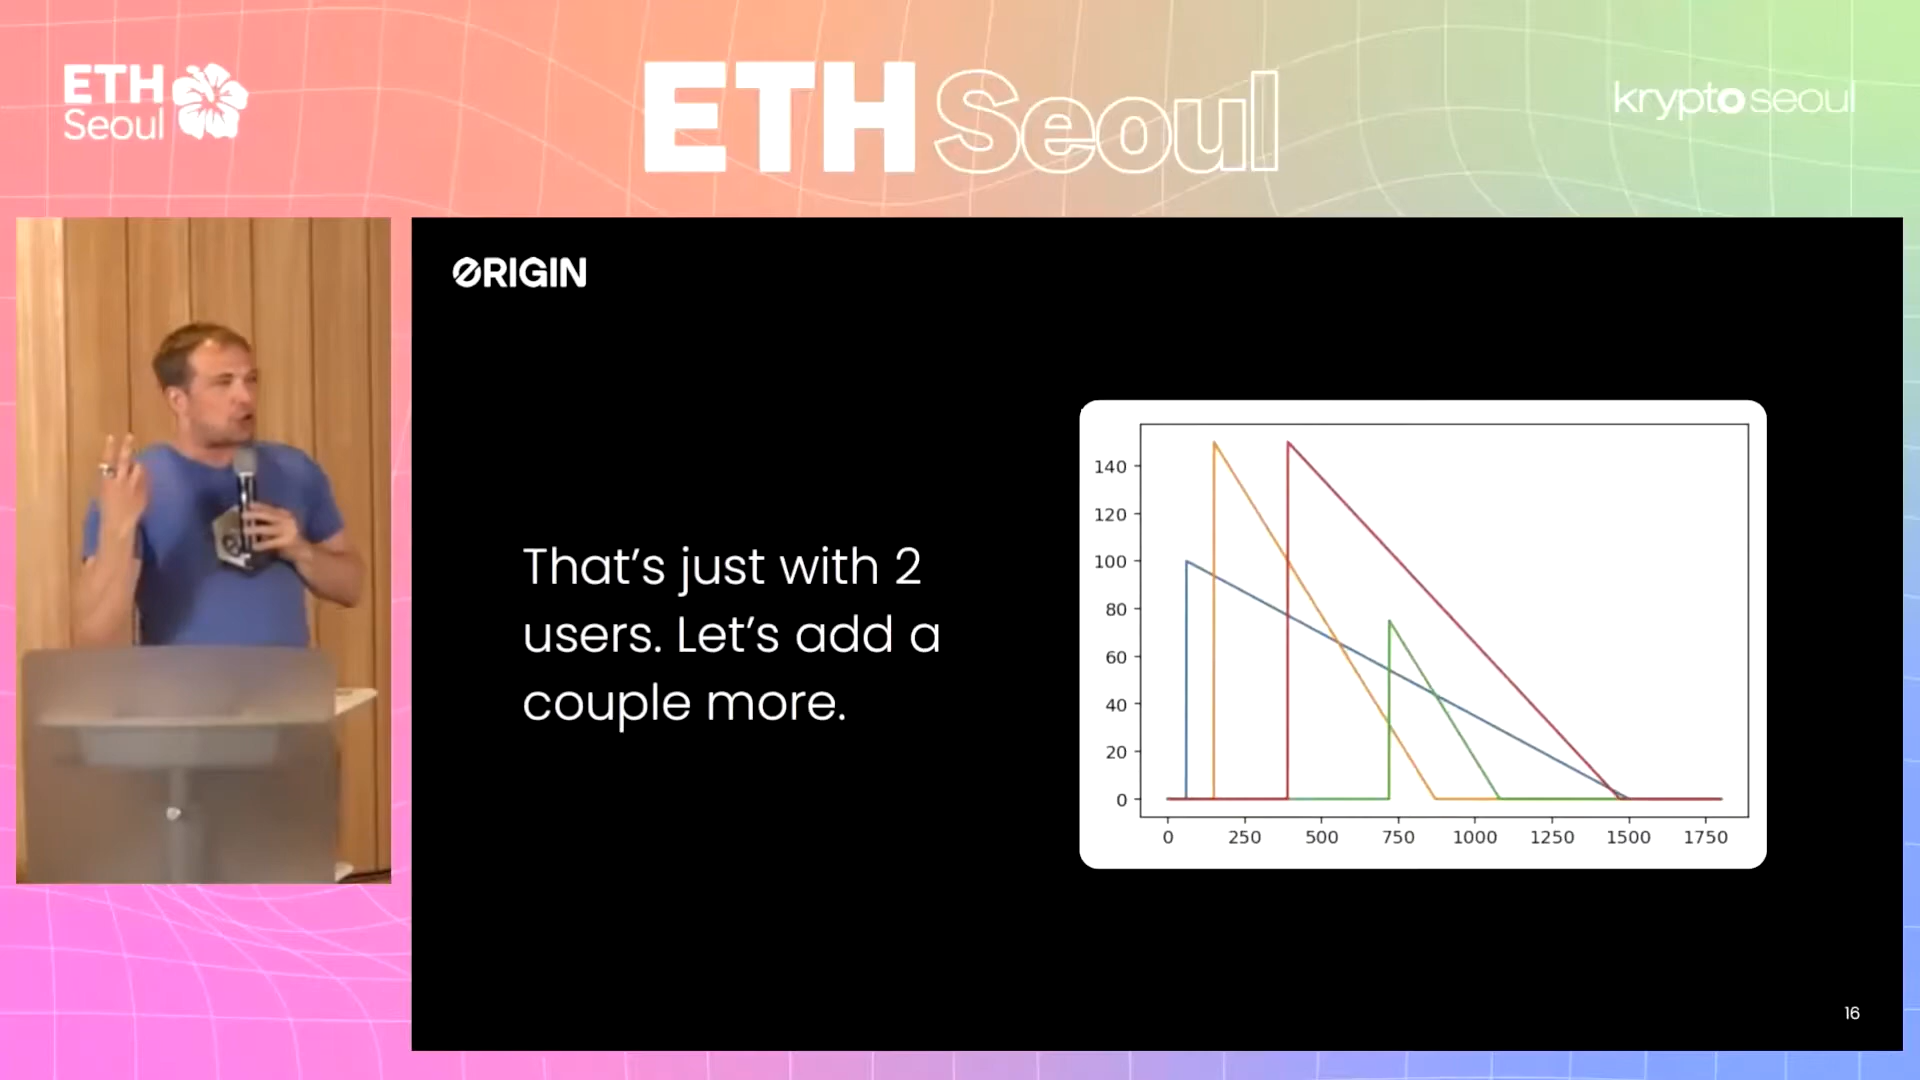 ETH
Seoul
ETH Seoul
kryptoseoul
ORIGIN
That's just with 2
users. Let's add a
couple more.
140
120
100
80
60
40
20
0
0 250 500 750 1000 1250 1500 1750
16